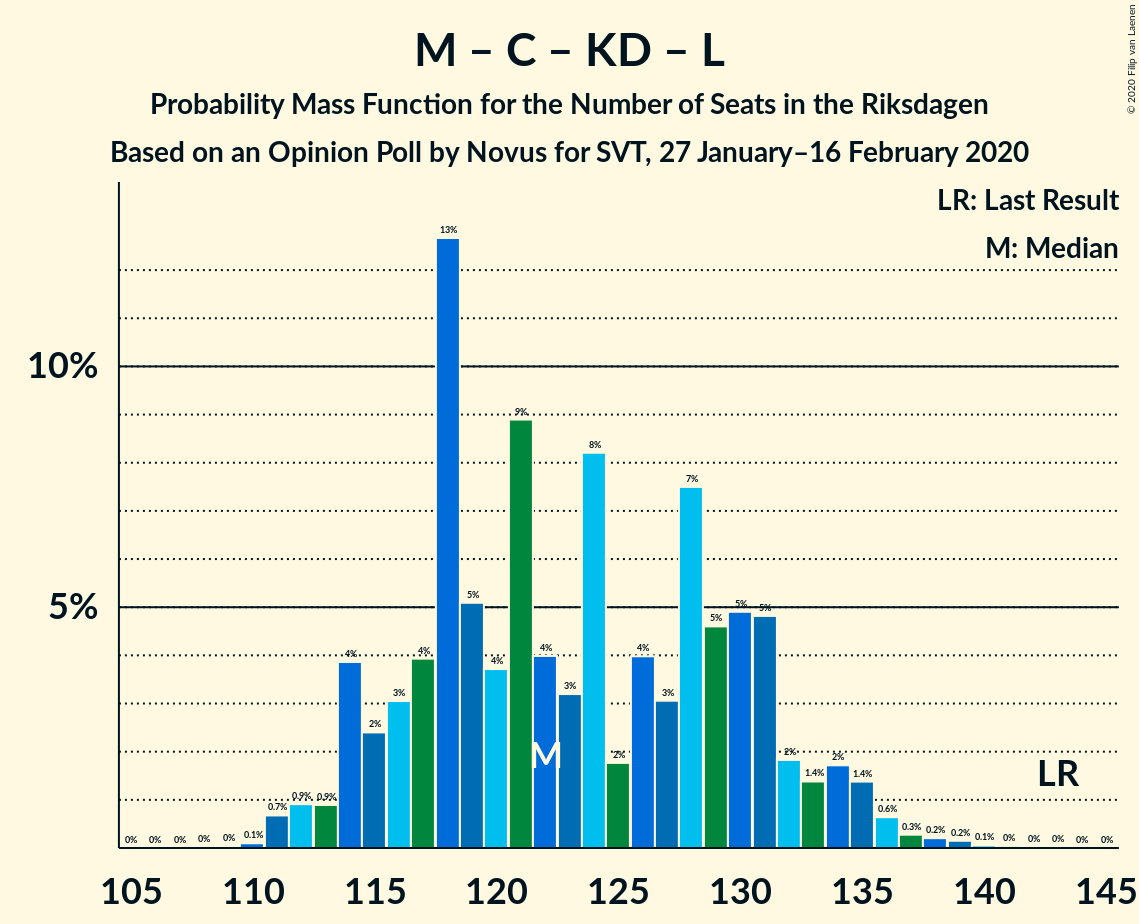 M – C – KD – L
Probability Mass Function for the Number of Seats in the Riksdagen
Based on an Opinion Poll by Novus for SVT, 27 January–16 February 2020
© 2020 Filip van Laenen
LR: Last Result
M: Median
10%
5%
0% 0% 0% 0% 0% 0.1% 0.7% 0.9% 0.9% 4% 2% 3% 4% 13% 5% 4% 9% 4% 3% 8% 2% 4% 3% 7% 5% 5% 5% 2% 1.4% 2% 1.4% 0.6% 0.3% 0.2% 0.2% 0.1% 0% 0% 0% 0% 0%
M
LR
105 110 115 120 125 130 135 140 145